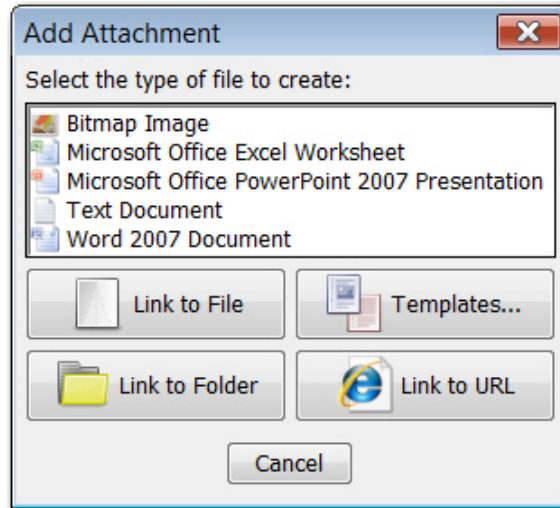 Add Attachment
Select the type of file to create:
Bitmap Image
Microsoft Office Excel Worksheet
Microsoft Office PowerPoint 2007 Presentation
Text Document
Word 2007 Document
Link to File
Templates...
Link to Folder
Link to URL
Cancel